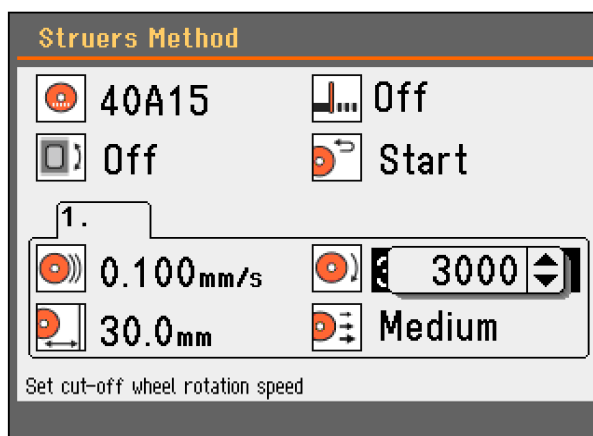 Struers Method
40A15 Off
Off Start
1.
0.100mm/s 3000
30.0mm Medium
Set cut-off wheel rotation speed